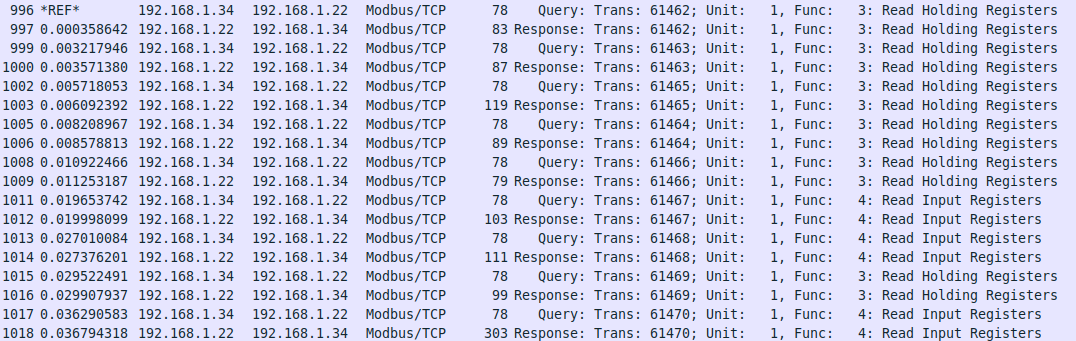 996 *REF* 192.168.1.34 192.168.1.22 Modbus/TCP 78 Query: Trans: 61462; Unit: 1, Func: 3: Read Holding Registers
997 0.000358642 192.168.1.22 192.168.1.34 Modbus/TCP 83 Response: Trans: 61462; Unit: 1, Func: 3: Read Holding Registers
999 0.003217946 192.168.1.34 192.168.1.22 Modbus/TCP 78 Query: Trans: 61463; Unit: 1, Func: 3: Read Holding Registers
1000 0.003571380 192.168.1.22 192.168.1.34 Modbus/TCP 87 Response: Trans: 61463; Unit: 1, Func: 3: Read Holding Registers
1002 0.005718053 192.168.1.34 192.168.1.22 Modbus/TCP 78 Query: Trans: 61465; Unit: 1, Func: 3: Read Holding Registers
1003 0.006092392 192.168.1.22 192.168.1.34 Modbus/TCP 119 Response: Trans: 61465; Unit: 1, Func: 3: Read Holding Registers
1005 0.008208967 192.168.1.34 192.168.1.22 Modbus/TCP 78 Query: Trans: 61464; Unit: 1, Func: 3: Read Holding Registers
1006 0.008578813 192.168.1.22 192.168.1.34 Modbus/TCP 89 Response: Trans: 61464; Unit: 1, Func: 3: Read Holding Registers
1008 0.010922466 192.168.1.34 192.168.1.22 Modbus/TCP 78 Query: Trans: 61466; Unit: 1, Func: 3: Read Holding Registers
1009 0.011253187 192.168.1.22 192.168.1.34 Modbus/TCP 79 Response: Trans: 61466; Unit: 1, Func: 3: Read Holding Registers
1011 0.019653742 192.168.1.34 192.168.1.22 Modbus/TCP 78 Query: Trans: 61467; Unit: 1, Func: 4: Read Input Registers
1012 0.019998099 192.168.1.22 192.168.1.34 Modbus/TCP 103 Response: Trans: 61467; Unit: 1, Func: 4: Read Input Registers
1013 0.027010084 192.168.1.34 192.168.1.22 Modbus/TCP 78 Query: Trans: 61468; Unit: 1, Func: 4: Read Input Registers
1014 0.027376201 192.168.1.22 192.168.1.34 Modbus/TCP 111 Response: Trans: 61468; Unit: 1, Func: 4: Read Input Registers
1015 0.029522491 192.168.1.34 192.168.1.22 Modbus/TCP 78 Query: Trans: 61469; Unit: 1, Func: 3: Read Holding Registers
1016 0.029907937 192.168.1.22 192.168.1.34 Modbus/TCP 99 Response: Trans: 61469; Unit: 1, Func: 3: Read Holding Registers
1017 0.036290583 192.168.1.34 192.168.1.22 Modbus/TCP 78 Query: Trans: 61470; Unit: 1, Func: 4: Read Input Registers
1018 0.036794318 192.168.1.22 192.168.1.34 Modbus/TCP 303 Response: Trans: 61470; Unit: 1, Func: 4: Read Input Registers